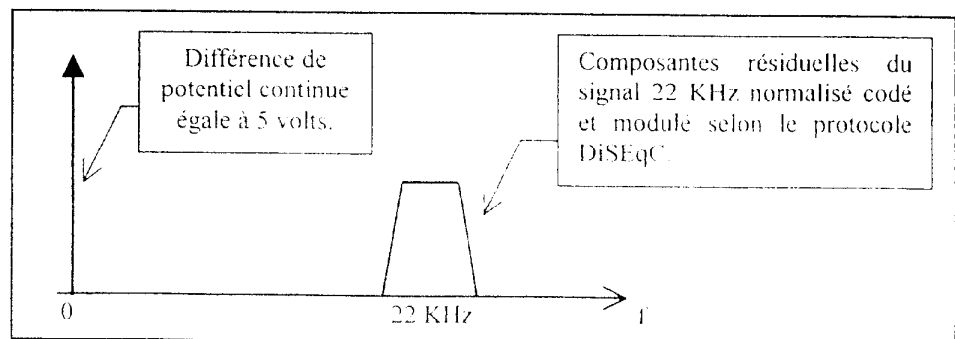 Différence de
potentiel continue
égale à 5 volts.
Composantes résiduelles du
signal 22 KHz normalisé codé
et modulé selon le protocole
DiSEqC.
0
22 KHz
f